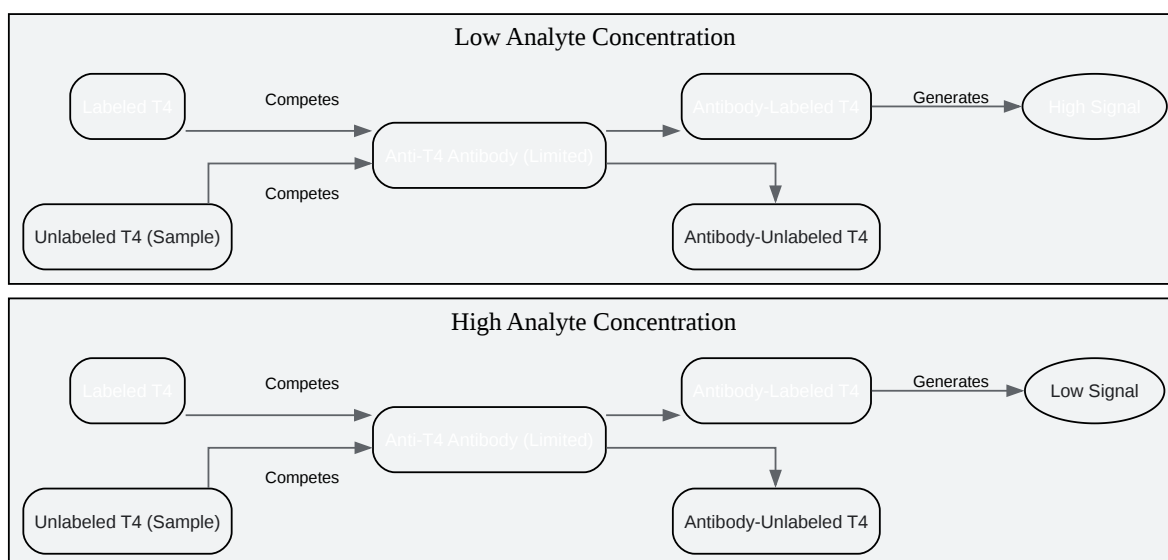 Low Analyte Concentration
Labeled T4
Competes
Antibody-Labeled T4
Generates
High Signal
Anti-T4 Antibody (Limited)
Competes
Unlabeled T4 (Sample)
Antibody-Unlabeled T4
High Analyte Concentration
Labeled T4
Competes
Antibody-Labeled T4
Generates
Low Signal
Anti-T4 Antibody (Limited)
Competes
Unlabeled T4 (Sample)
Antibody-Unlabeled T4